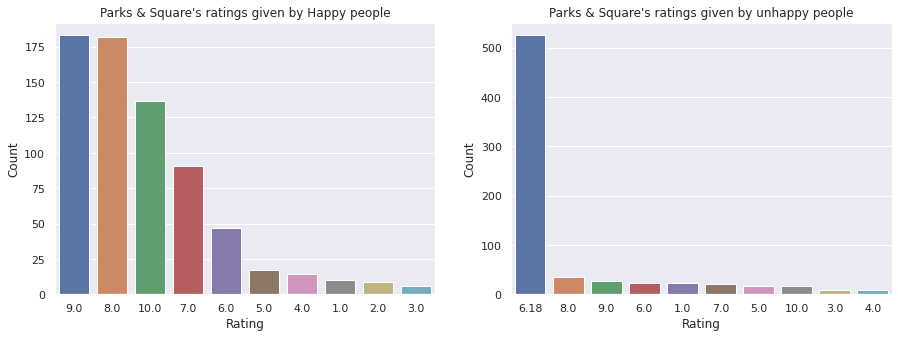 Parks & Square's ratings given by Happy people
175
150
125
100
75
50
25
0
Count
9.0 8.0 10.0 7.0 6.0 5.0 4.0 1.0 2.0 3.0
Rating
Parks & Square's ratings given by unhappy people
500
400
300
200
100
0
Count
6.18 8.0 9.0 6.0 1.0 7.0 5.0 10.0 3.0 4.0
Rating